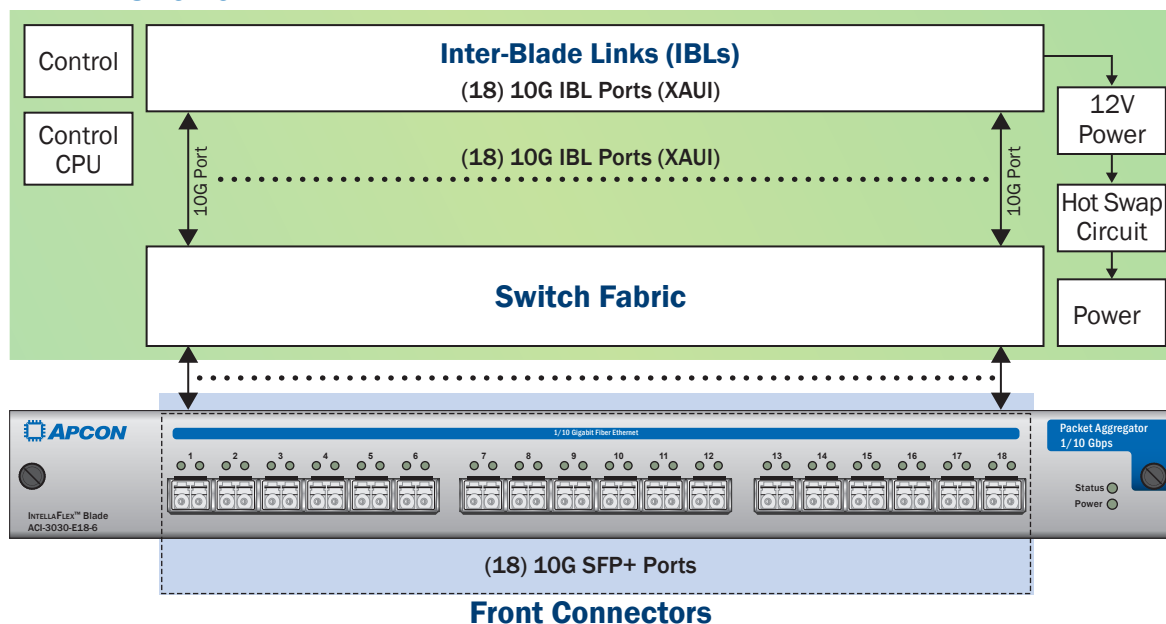 Control
Control
CPU
Inter-Blade Links (IBLs)
(18) 10G IBL Ports (XAUI)
12V
Power
Hot Swap
Circuit
Power
10G Port
(18) 10G IBL Ports (XAUI)
10G Port
Switch Fabric
APCON
1/10 Gigabit Fiber Ethernet
Packet Aggregator
1/10 Gbps
1 2 3 4 5 6 7 8 9 10 11 12 13 14 15 16 17 18
Status
Power
INTELLAFLEX™ Blade
ACI-3030-E18-6
(18) 10G SFP+ Ports
Front Connectors